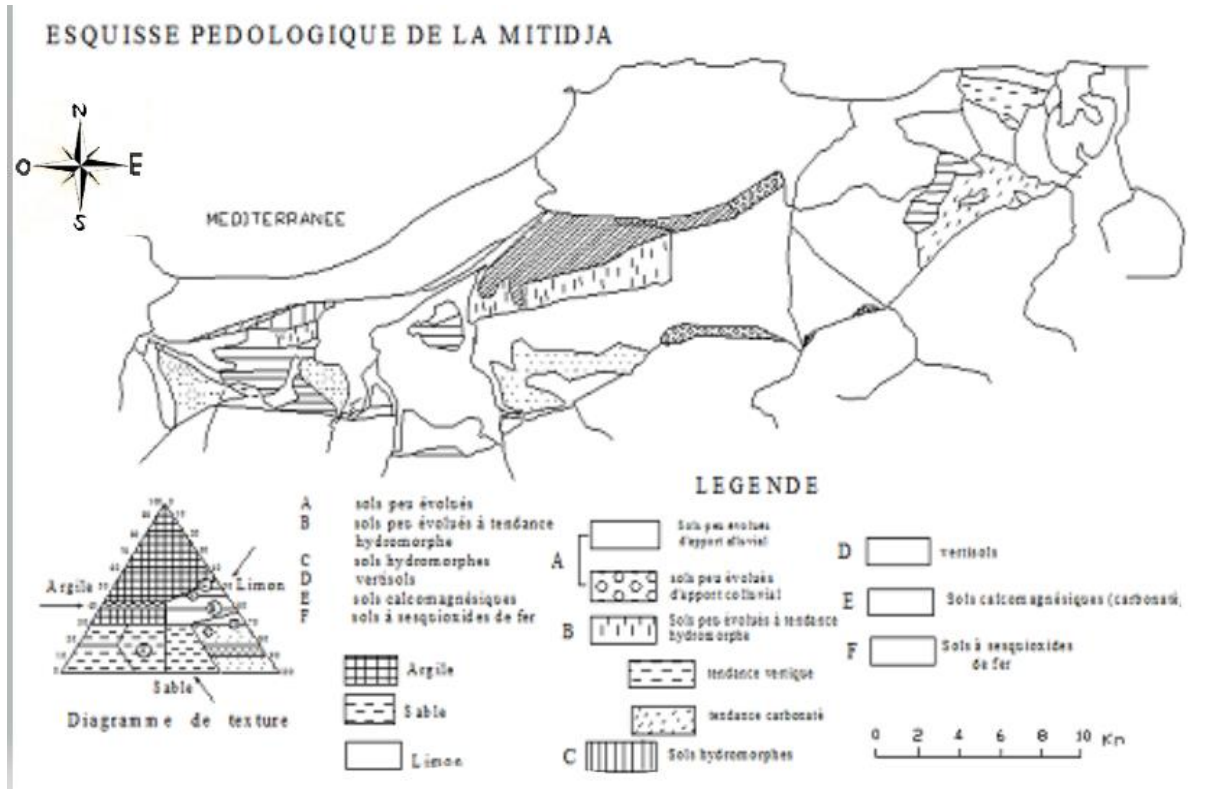 ESQUISSE PEDOLOGIQUE DE LA MITIDJA
N
O
E
S
MEDITERRANEE
LEGENDE
A sols peu évolués
B sols peu évolués à tendance
hydromorphe
C sols hydromorphes
D vertisols
E sols calcomagnésiques
F sols à sesquioxides de fer
Argile
Limon
Sable
Diagramme de texture
Argile
Sable
Limon
A
Sols peu évolués
d'apport alluvial
sols peu évolués
d'apport colluvial
B
Sols peu évolués à tendance
hydromorphe
tendance vertique
tendance carbonaté
C Sols hydromorphes
D vertisols
E Sols calcomagnésiques (carbonaté
F Sols à sesquioxides
de fer
0 2 4 6 8 10 Km